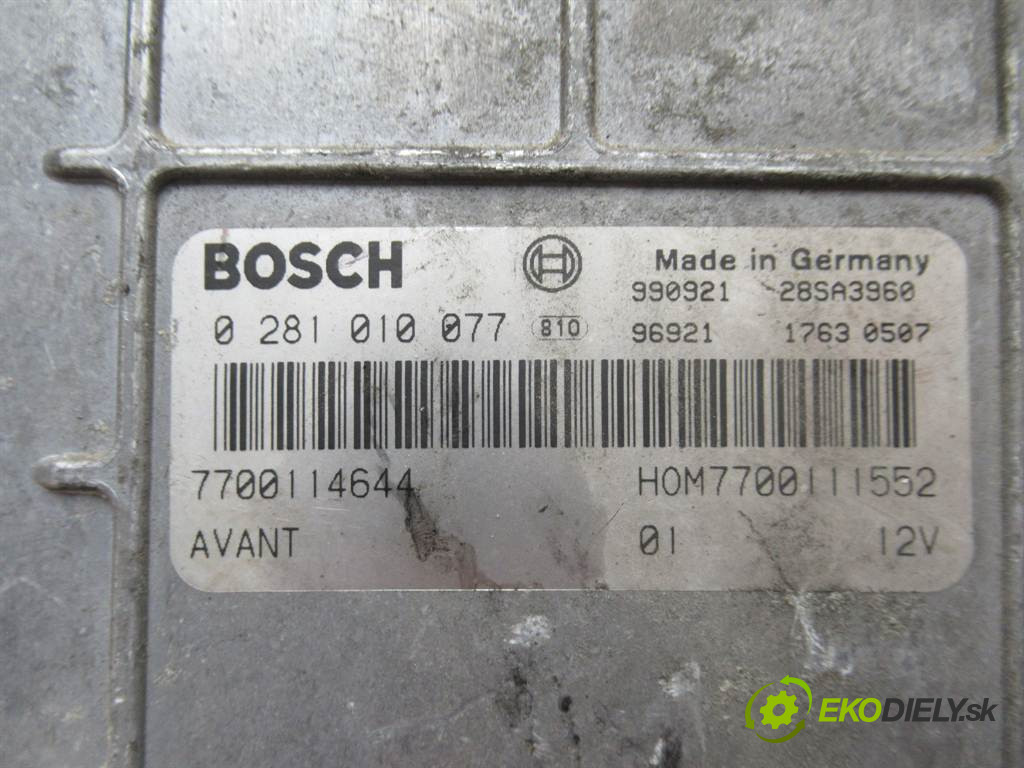 BOSCH Made in Germany
990921 28SA3960
0 281 010 077 810 96921 1763 0507
7700114644 HOM7700111552
AVANT 01 12V
EKODIELY.sk